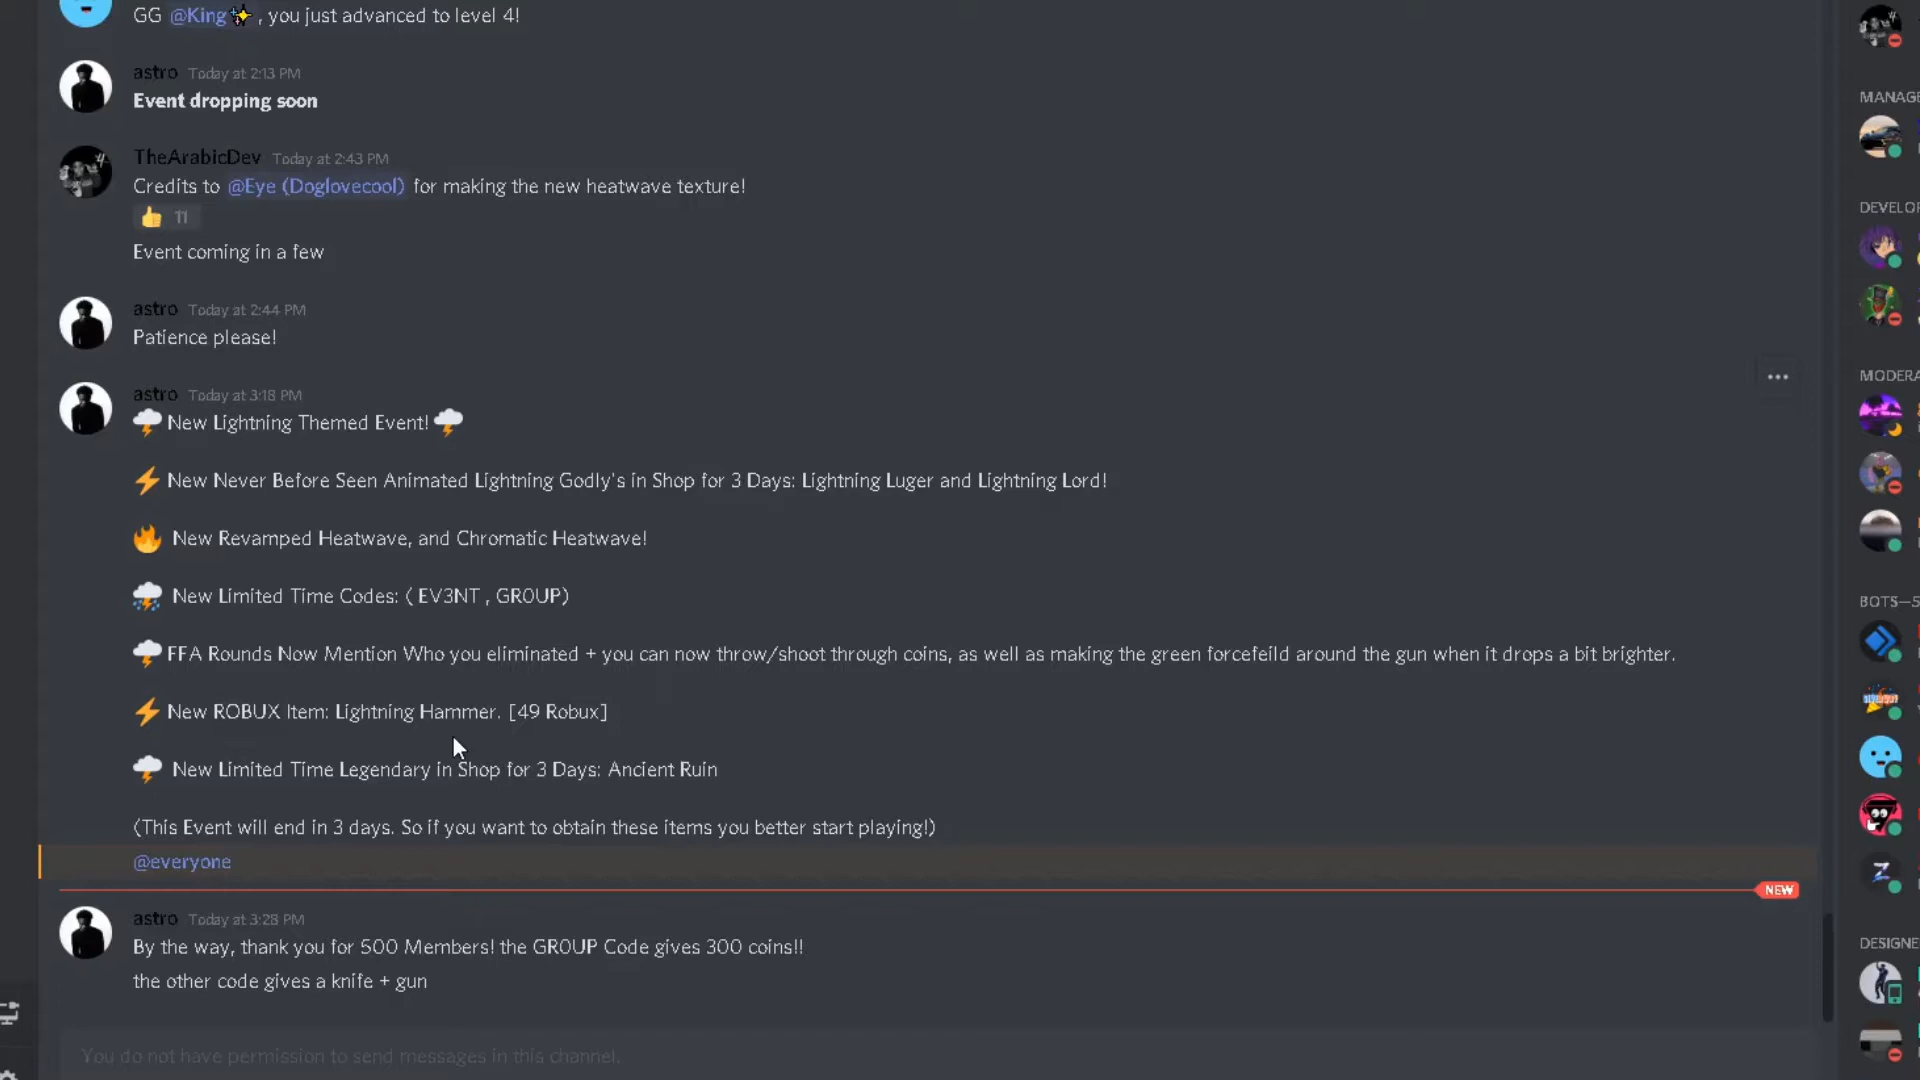 GG @King✨, you just advanced to level 4!
astro Today at 2:13 PM
Event dropping soon
TheArabicDev Today at 2:43 PM
Credits to @Eye (Doglovecool) for making the new heatwave texture!
👍 11
Event coming in a few
astro Today at 2:44 PM
Patience please!
astro Today at 3:18 PM
New Lightning Themed Event!
New Never Before Seen Animated Lightning Godly's in Shop for 3 Days: Lightning Luger and Lightning Lord!
New Revamped Heatwave, and Chromatic Heatwave!
New Limited Time Codes: ( EV3NT , GR0UP)
FFA Rounds Now Mention Who you eliminated + you can now throw/shoot through coins, as well as making the green forcefeild around the gun when it drops a bit brighter.
New ROBUX Item: Lightning Hammer. [49 Robux]
New Limited Time Legendary in Shop for 3 Days: Ancient Ruin
(This Event will end in 3 days. So if you want to obtain these items you better start playing!)
@everyone
NEW
astro Today at 3:28 PM
By the way, thank you for 500 Members! the GR0UP Code gives 300 coins!!
the other code gives a knife + gun
You do not have permission to send messages in this channel.
MANAGE
DEVELOP
MODERA
BOTS—5
DESIGNE